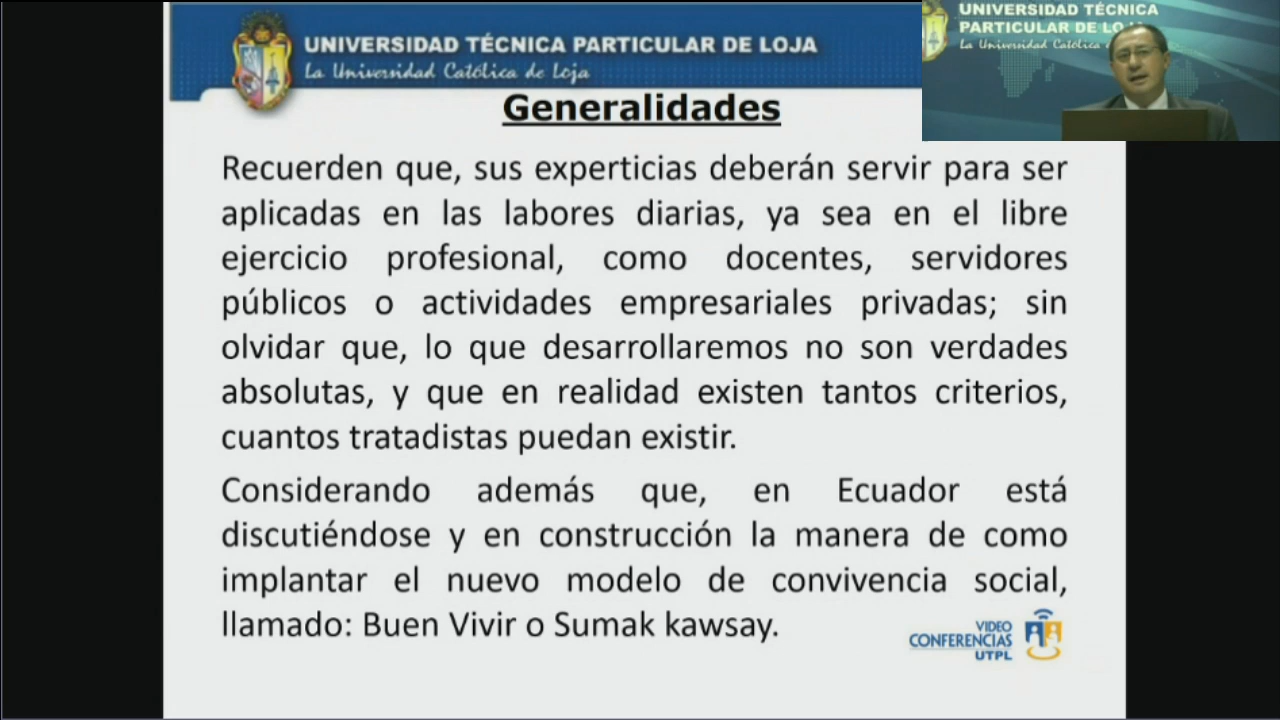 UNIVERSIDAD TÉCNICA PARTICULAR DE LOJA
La Universidad Católica de Loja
UNIVERSIDAD TÉCNICA
PARTICULAR DE LOJA
La Universidad Católica
Generalidades
Recuerden que, sus experticias deberán servir para ser
aplicadas en las labores diarias, ya sea en el libre
ejercicio profesional, como docentes, servidores
públicos o actividades empresariales privadas; sin
olvidar que, lo que desarrollaremos no son verdades
absolutas, y que en realidad existen tantos criterios,
cuantos tratadistas puedan existir.
Considerando además que, en Ecuador está
discutiéndose y en construcción la manera de como
implantar el nuevo modelo de convivencia social,
llamado: Buen Vivir o Sumak kawsay.
VIDEO
CONFERENCIAS
UTPL